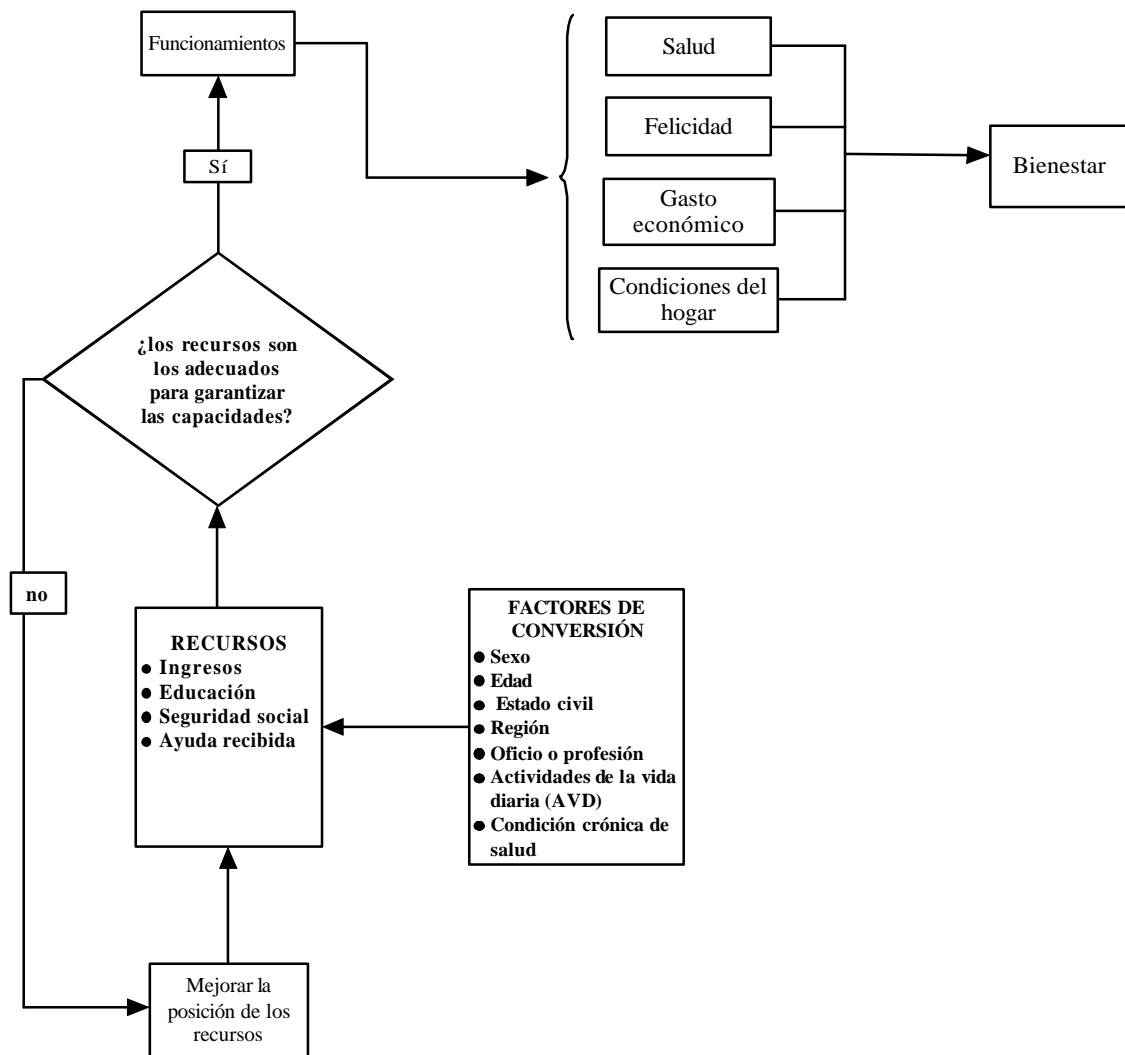 Funcionamientos
Salud
Felicidad
Gasto
económico
Condiciones del
hogar
Bienestar
Sí
¿los recursos son
los adecuados
para garantizar
las capacidades?
no
RECURSOS
● Ingresos
● Educación
● Seguridad social
● Ayuda recibida
FACTORES DE
CONVERSIÓN
● Sexo
● Edad
● Estado civil
● Región
● Oficio o profesión
● Actividades de la vida
diaria (AVD)
● Condición crónica de
salud
Mejorar la
posición de los
recursos